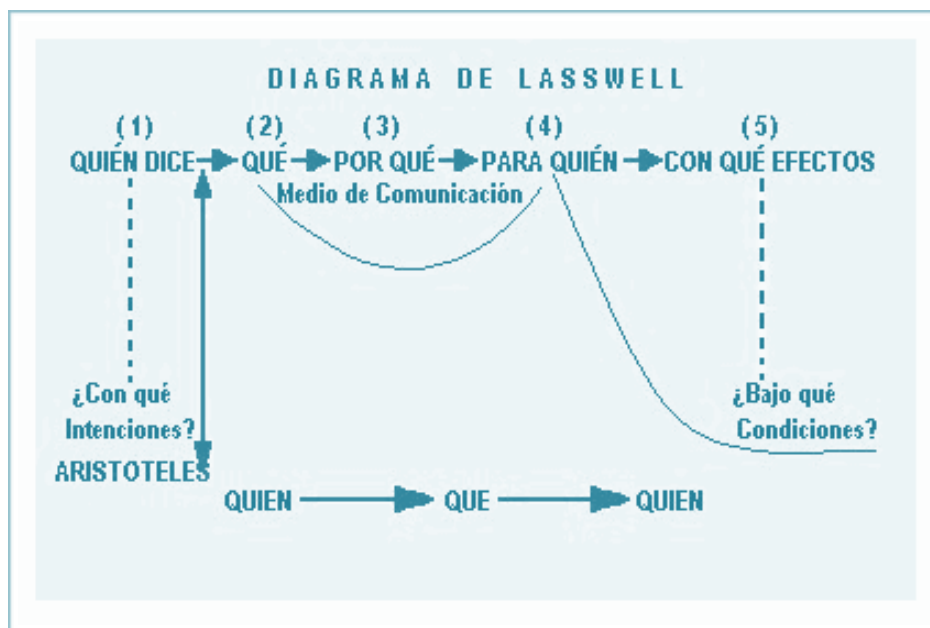 DIAGRAMA DE LASSWELL
(1) (2) (3) (4) (5)
QUIÉN DICE QUÉ POR QUÉ PARA QUIÉN CON QUÉ EFECTOS
Medio de Comunicación
¿Con qué ¿Bajo qué
Intenciones? Condiciones?
ARISTOTELES
QUIEN QUE QUIEN